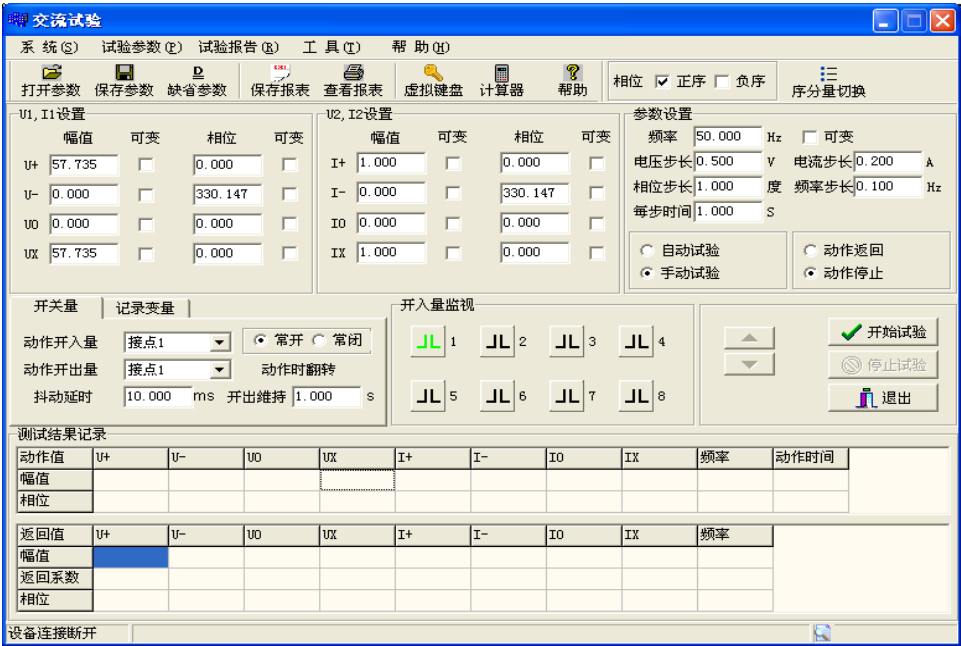 交流试验
系 统(S) 试验参数(P) 试验报告(R) 工 具(T) 帮 助(H)
打开参数 保存参数 缺省参数 保存报表 查看报表 虚拟键盘 计算器 帮助 相位 正序 负序 序分量切换
U1,I1设置
幅值 可变 相位 可变
U+ 57.735 0.000
U- 0.000 330.147
U0 0.000 0.000
UX 57.735 0.000
U2,I2设置
幅值 可变 相位 可变
I+ 1.000 0.000
I- 0.000 330.147
I0 0.000 0.000
IX 1.000 0.000
参数设置
频率 50.000 Hz 可变
电压步长 0.500 V 电流步长 0.200 A
相位步长 1.000 度 频率步长 0.100 Hz
每步时间 1.000 S
自动试验 动作返回
手动试验 动作停止
开关量 记录变量
动作开入量 接点1 常开 常闭
动作开出量 接点1 动作时翻转
抖动延时 10.000 ms 开出维持 1.000 s
开入量监视
1 2 3 4
5 6 7 8
开始试验
停止试验
退出
测试结果记录
动作值 U+ U- U0 UX I+ I- I0 IX 频率 动作时间
幅值
相位
返回值 U+ U- U0 UX I+ I- I0 IX 频率
幅值
返回系数
相位
设备连接断开